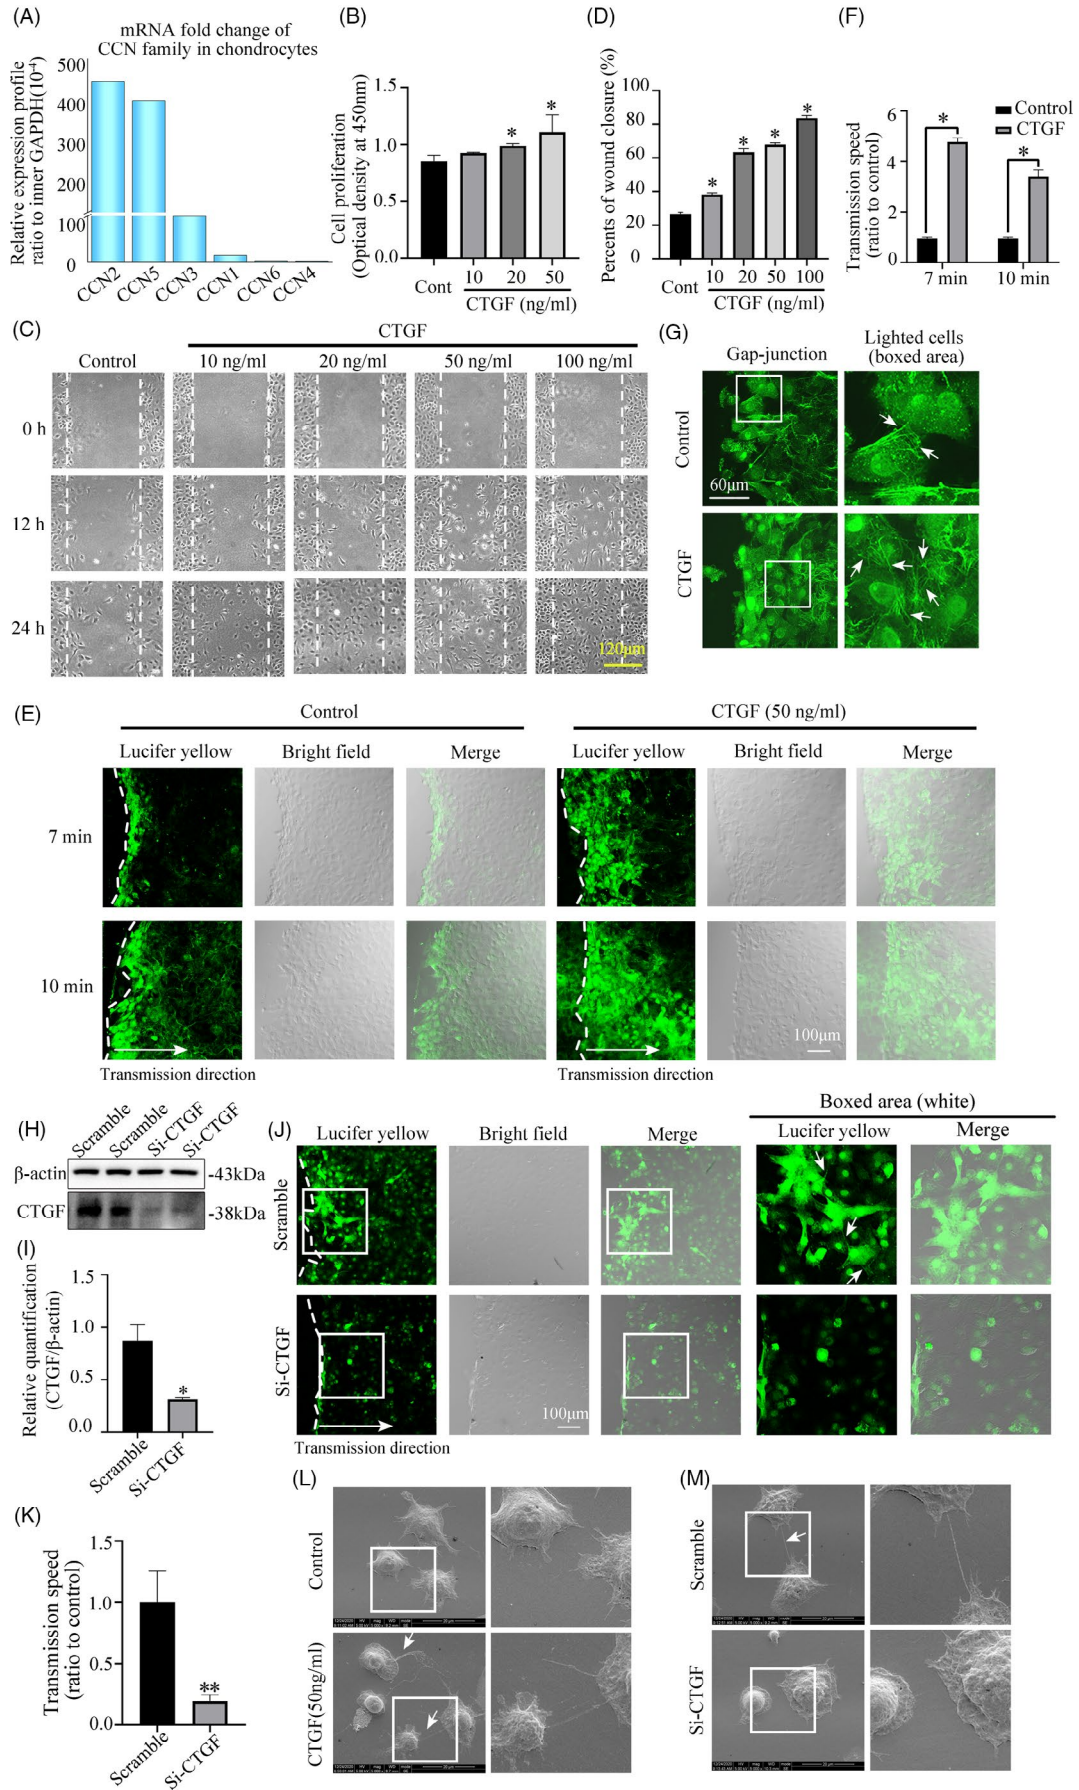 (A)
mRNA fold change of
CCN family in chondrocytes
Relative expression profile
ratio to inner GAPDH(10⁻⁴)
500
400
300
200
100
0
CCN2
CCN5
CCN3
CCN1
CCN6
CCN4
(B)
Cell proliferation
(Optical density at 450nm)
1.5
1.0
0.5
0.0
*
*
Cont
10
20
50
CTGF (ng/ml)
(D)
Percents of wound closure (%)
100
80
60
40
20
0
*
*
*
*
Cont
10
20
50
100
CTGF (ng/ml)
(F)
Transmission speed
(ratio to control)
6
4
2
0
*
*
Control
CTGF
7 min
10 min
(C)
CTGF
Control
10 ng/ml
20 ng/ml
50 ng/ml
100 ng/ml
0 h
12 h
24 h
120μm
(G)
Gap-junction
Lighted cells
(boxed area)
Control
60μm
CTGF
(E)
Control
CTGF (50 ng/ml)
Lucifer yellow
Bright field
Merge
Lucifer yellow
Bright field
Merge
7 min
10 min
100μm
Transmission direction
Transmission direction
(H)
Scramble
Scramble
Si-CTGF
Si-CTGF
β-actin
-43kDa
CTGF
-38kDa
(I)
Relative quantification
(CTGF/β-actin)
1.5
1.0
0.5
0.0
*
Scramble
Si-CTGF
(J)
Boxed area (white)
Lucifer yellow
Bright field
Merge
Lucifer yellow
Merge
Scramble
Si-CTGF
100μm
Transmission direction
(K)
Transmission speed
(ratio to control)
1.5
1.0
0.5
0.0
**
Scramble
Si-CTGF
(L)
Control
CTGF(50ng/ml)
(M)
Scramble
Si-CTGF